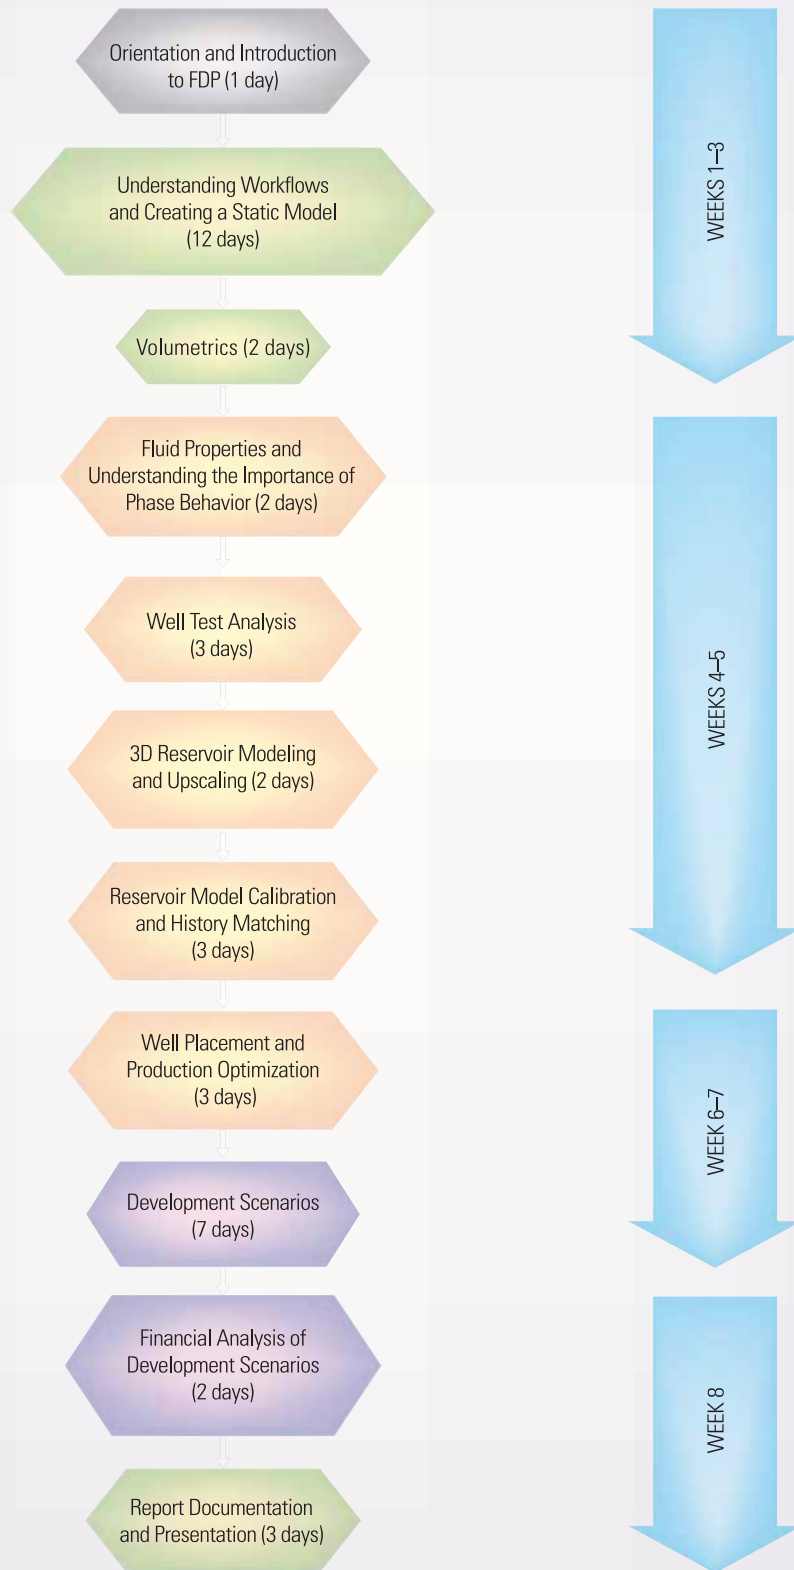 Orientation and Introduction
to FDP (1 day)
Understanding Workflows
and Creating a Static Model
(12 days)
Volumetrics (2 days)
WEEKS 1–3
Fluid Properties and
Understanding the Importance of
Phase Behavior (2 days)
Well Test Analysis
(3 days)
3D Reservoir Modeling
and Upscaling (2 days)
Reservoir Model Calibration
and History Matching
(3 days)
WEEKS 4–5
Well Placement and
Production Optimization
(3 days)
Development Scenarios
(7 days)
WEEK 6–7
Financial Analysis of
Development Scenarios
(2 days)
Report Documentation
and Presentation (3 days)
WEEK 8